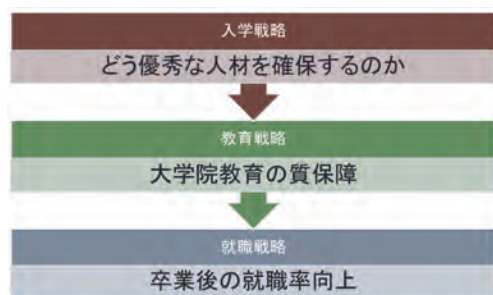 入学戦略
どう優秀な人材を確保するのか
教育戦略
大学院教育の質保障
就職戦略
卒業後の就職率向上